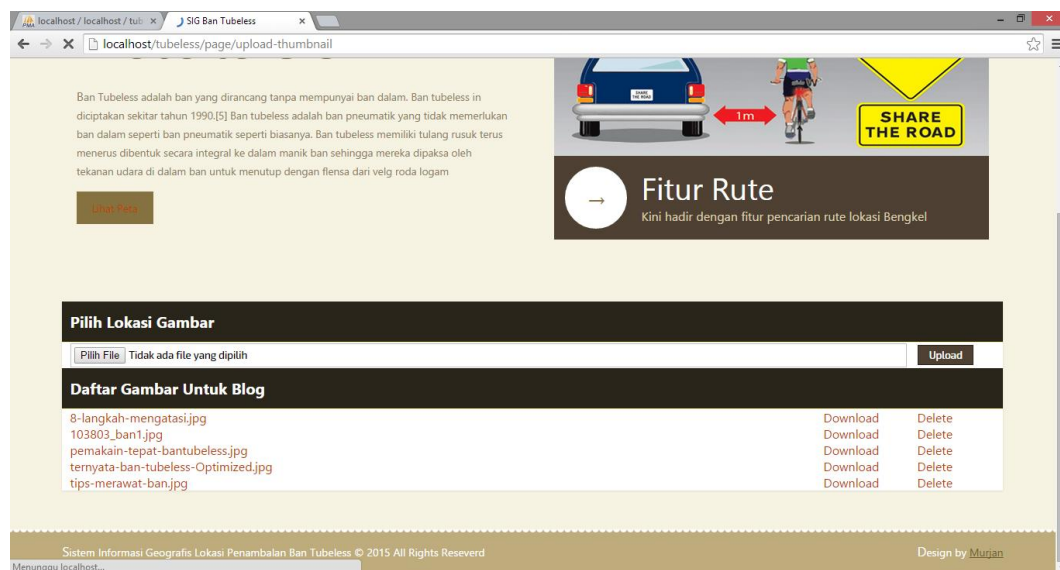 localhost / localhost / tub
SIG Ban Tubeless
localhost/tubeless/page/upload-thumbnail
Ban Tubeless adalah ban yang dirancang tanpa mempunyai ban dalam. Ban tubeless in
diciptakan sekitar tahun 1990.[5] Ban tubeless adalah ban pneumatik yang tidak memerlukan
ban dalam seperti ban pneumatik seperti biasanya. Ban tubeless memiliki tulang rusuk terus
menerus dibentuk secara integral ke dalam manik ban sehingga mereka dipaksa oleh
tekanan udara di dalam ban untuk menutup dengan flensa dari velg roda logam
Lihat Peta
SHARE
THE ROAD
1m
SHARE
THE ROAD
→
Fitur Rute
Kini hadir dengan fitur pencarian rute lokasi Bengkel
Pilih Lokasi Gambar
Pilih File Tidak ada file yang dipilih Upload
Daftar Gambar Untuk Blog
8-langkah-mengatasi.jpg Download Delete
103803_ban1.jpg Download Delete
pemakain-tepat-bantubeless.jpg Download Delete
ternyata-ban-tubeless-Optimized.jpg Download Delete
tips-merawat-ban.jpg Download Delete
Sistem Informasi Geografis Lokasi Penambalan Ban Tubeless © 2015 All Rights Reseverd
Design by Murjan
Menunggu localhost...